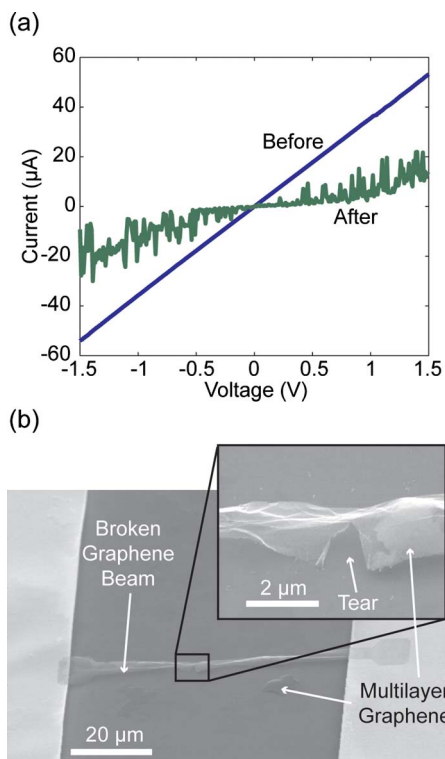 (a)
60
40
20
0
-20
-40
-60
Current (µA)
Before
After
-1.5
-1
-0.5
0
0.5
1
1.5
Voltage (V)
(b)
Broken
Graphene
Beam
2 µm
Tear
Multilayer
Graphene
20 µm